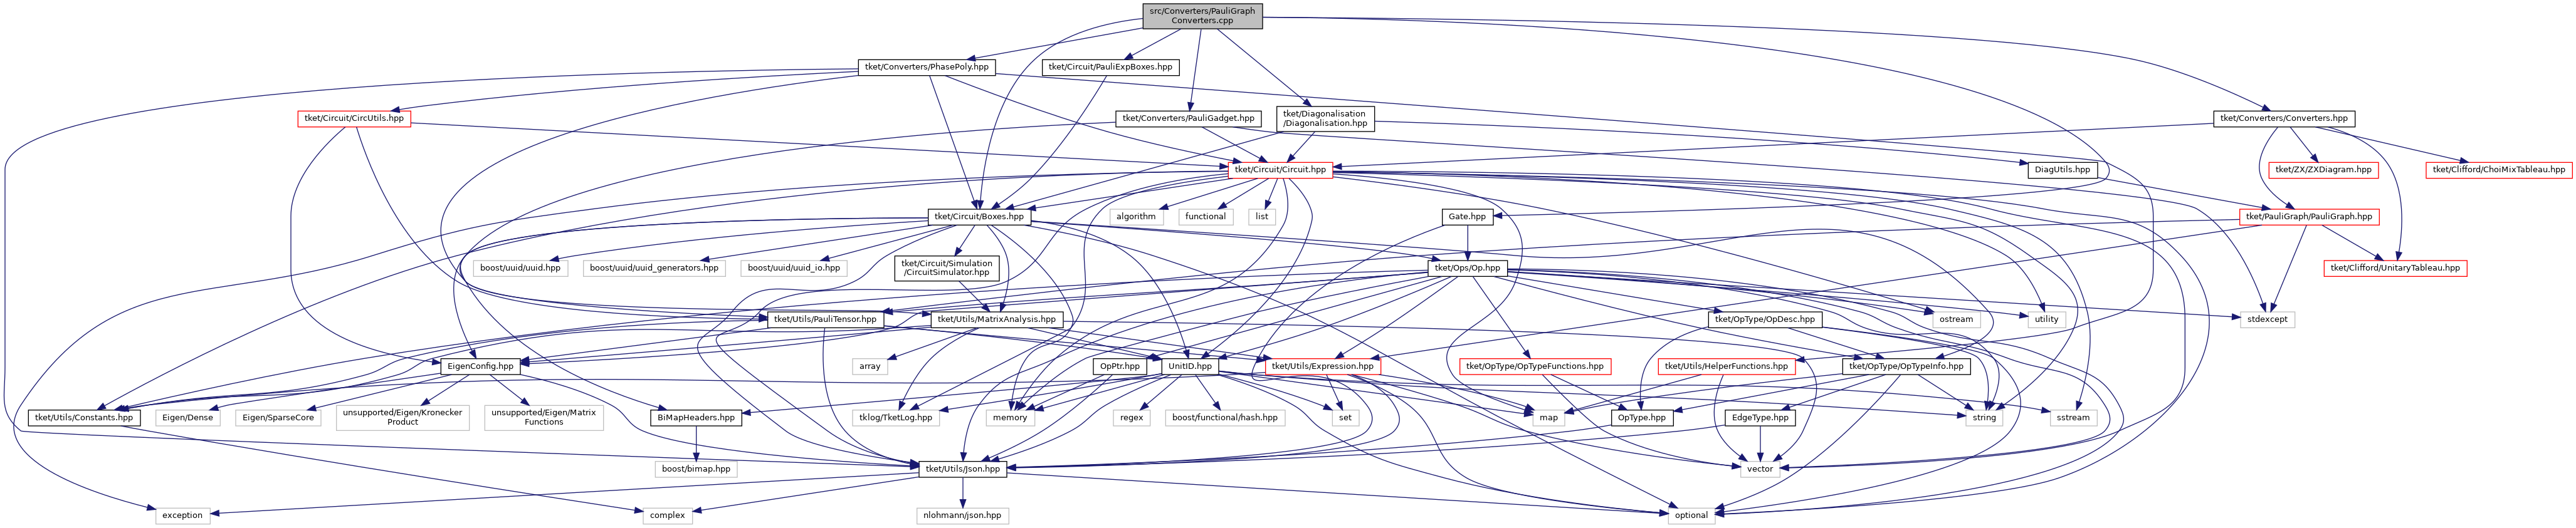 src/Converters/PauliGraph
Converters.cpp
tket/Converters/PhasePoly.hpp
tket/Circuit/PauliExpBoxes.hpp
tket/Circuit/CircUtils.hpp
tket/Converters/PauliGadget.hpp
tket/Diagonalisation
/Diagonalisation.hpp
tket/Converters/Converters.hpp
tket/Circuit/Circuit.hpp
DiagUtils.hpp
tket/ZX/ZXDiagram.hpp
tket/Clifford/ChoiMixTableau.hpp
tket/Circuit/Boxes.hpp
algorithm
functional
list
Gate.hpp
tket/PauliGraph/PauliGraph.hpp
boost/uuid/uuid.hpp
boost/uuid/uuid_generators.hpp
boost/uuid/uuid_io.hpp
tket/Circuit/Simulation
/CircuitSimulator.hpp
tket/Ops/Op.hpp
tket/Clifford/UnitaryTableau.hpp
tket/Utils/PauliTensor.hpp
tket/Utils/MatrixAnalysis.hpp
tket/OpType/OpDesc.hpp
ostream
utility
stdexcept
EigenConfig.hpp
array
OpPtr.hpp
UnitID.hpp
tket/Utils/Expression.hpp
tket/OpType/OpTypeFunctions.hpp
tket/Utils/HelperFunctions.hpp
tket/OpType/OpTypeInfo.hpp
tket/Utils/Constants.hpp
Eigen/Dense
Eigen/SparseCore
unsupported/Eigen/Kronecker
Product
unsupported/Eigen/Matrix
Functions
BiMapHeaders.hpp
tklog/TketLog.hpp
memory
regex
boost/functional/hash.hpp
set
map
OpType.hpp
EdgeType.hpp
string
sstream
boost/bimap.hpp
tket/Utils/Json.hpp
vector
exception
complex
nlohmann/json.hpp
optional